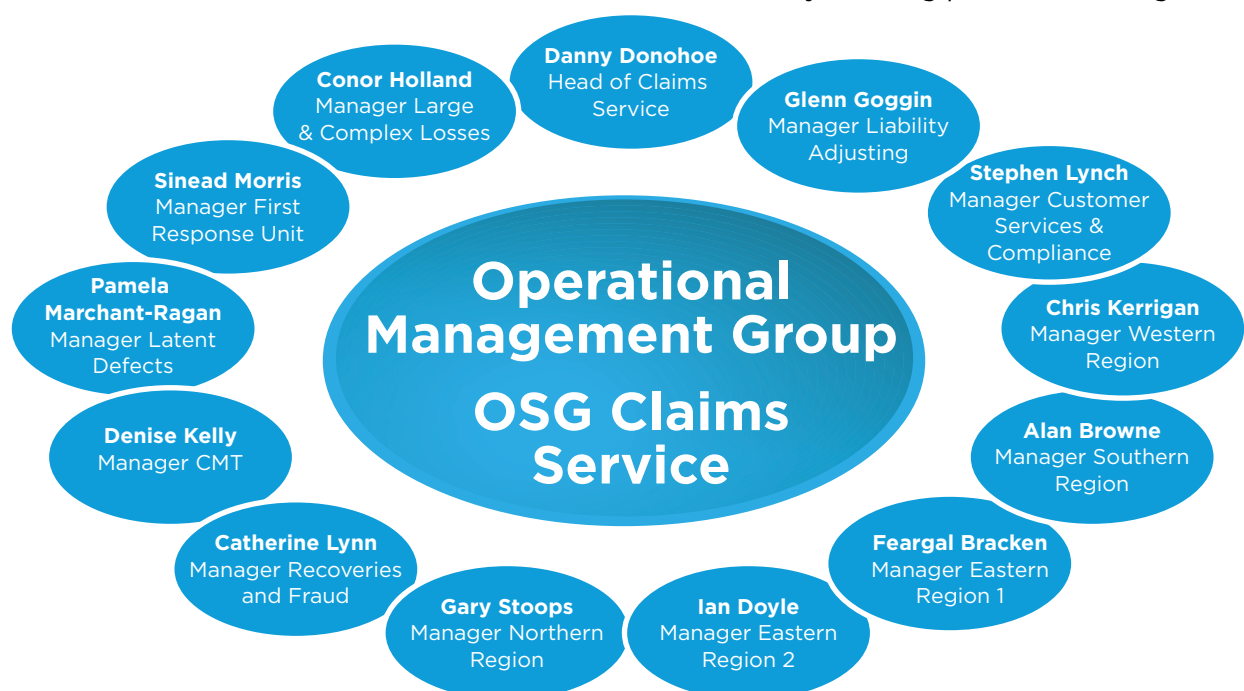 Danny Donohoe
Head of Claims
Service
Glenn Goggin
Manager Liability
Adjusting
Stephen Lynch
Manager Customer
Services &
Compliance
Chris Kerrigan
Manager Western
Region
Alan Browne
Manager Southern
Region
Feargal Bracken
Manager Eastern
Region 1
Ian Doyle
Manager Eastern
Region 2
Gary Stoops
Manager Northern
Region
Catherine Lynn
Manager Recoveries
and Fraud
Denise Kelly
Manager CMT
Pamela
Marchant-Ragan
Manager Latent
Defects
Sinead Morris
Manager First
Response Unit
Conor Holland
Manager Large
& Complex Losses
Operational
Management Group
OSG Claims
Service